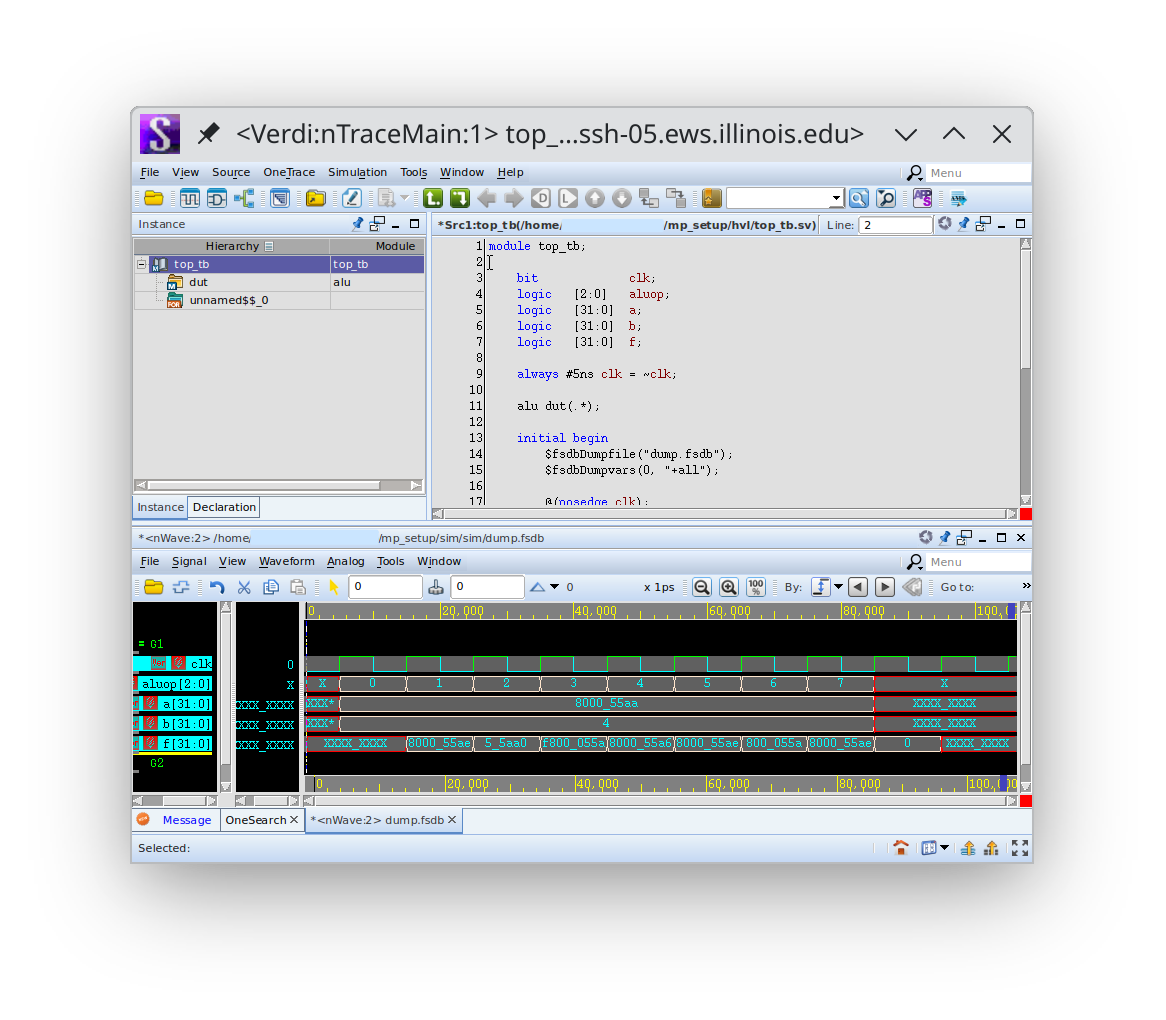 S <Verdi:nTraceMain:1> top_...ssh-05.ews.illinois.edu>
File View Source OneTrace Simulation Tools Window Help Menu
Instance
*Src1:top_tb(/home/ /mp_setup/hvl/top_tb.sv) Line: 2
Hierarchy Module
top_tb top_tb
dut alu
unnamed$$_0
1 module top_tb;
2
3 bit clk;
4 logic [2:0] aluop;
5 logic [31:0] a;
6 logic [31:0] b;
7 logic [31:0] f;
8
9 always #5ns clk = ~clk;
10
11 alu dut(.*);
12
13 initial begin
14 $fsdbDumpfile("dump.fsdb");
15 $fsdbDumpvars(0, "+all");
16
17 @(posedge clk);
Instance Declaration
*<nWave:2> /home/ /mp_setup/sim/sim/dump.fsdb
File Signal View Waveform Analog Tools Window Menu
0 0 0 x 1ps 100% By: Go to: »
0 20,000 40,000 60,000 80,000 100,0
= G1
clk 0
aluop[2:0] X X 0 1 2 3 4 5 6 7 X
a[31:0] XXX_XXXX XXX* 8000_55aa XXXX_XXXX
b[31:0] XXX_XXXX XXX* 4 XXXX_XXXX
f[31:0] XXX_XXXX XXXX_XXXX 8000_55ae 5_5aa0 f800_055a 8000_55a6 8000_55ae 800_055a 8000_55ae 0 XXXX_XXXX
G2
0 20,000 40,000 60,000 80,000 100,0
Message OneSearch *<nWave:2> dump.fsdb
Selected: